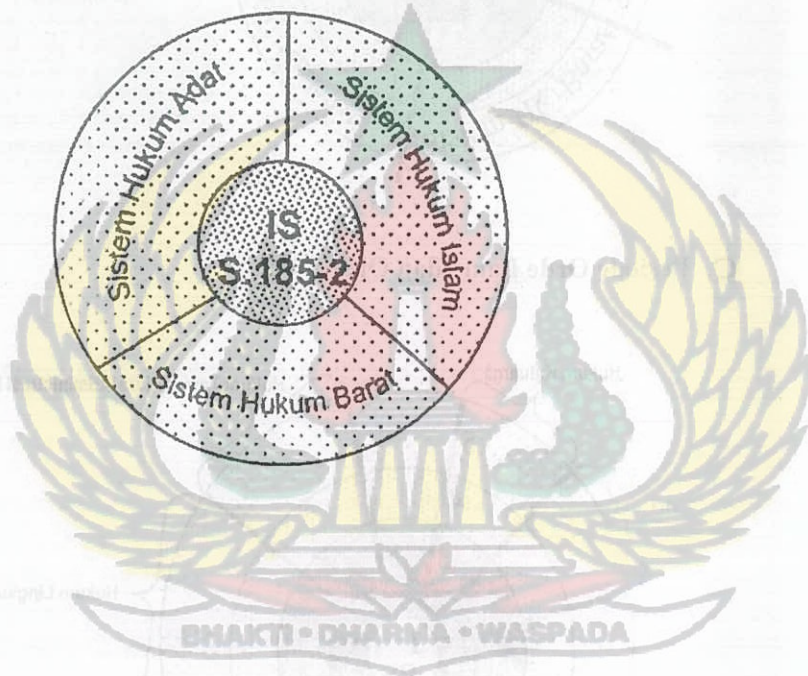 Sistem Hukum Adat
Sistem Hukum Islam
IS
S.185-2
Sistem Hukum Barat
BHAKTI • DHARMA • WASPADA